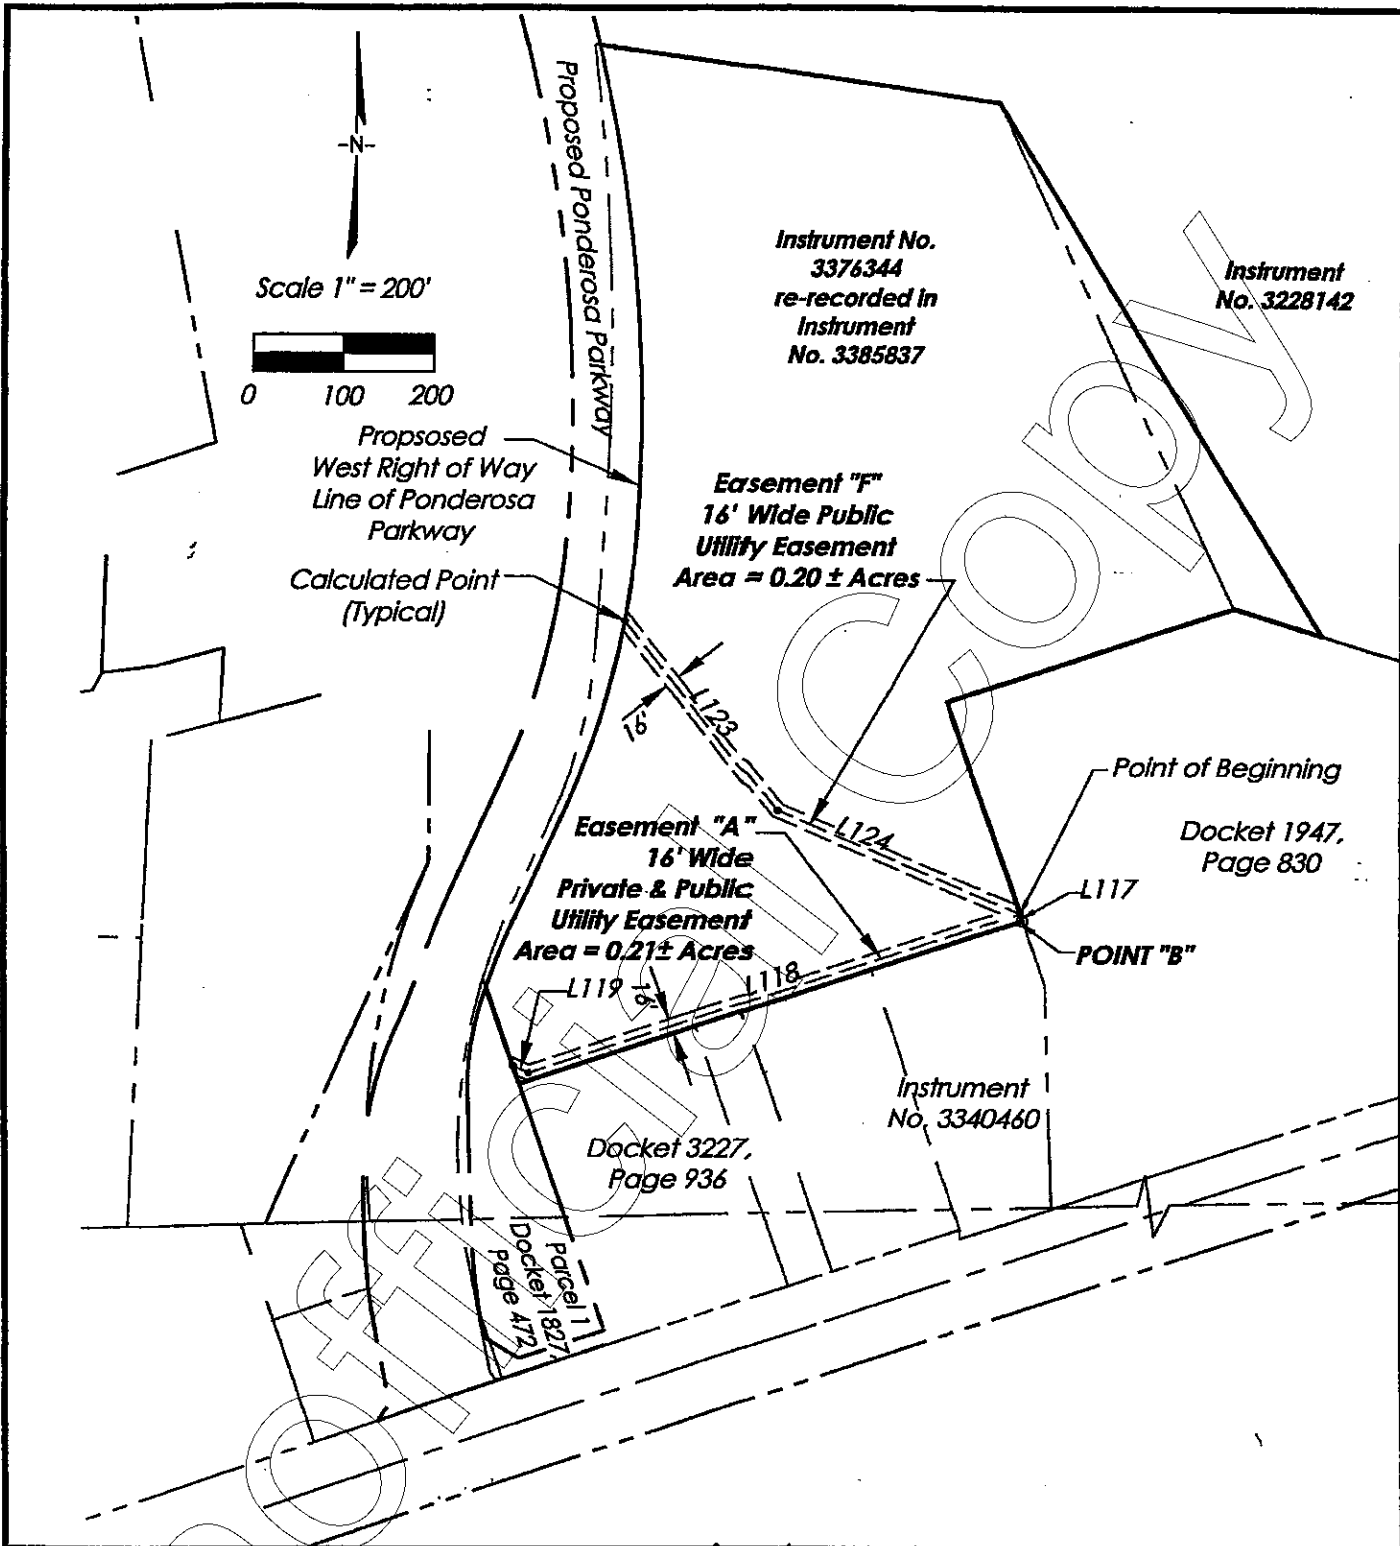 -N-
Scale 1" = 200'
0 100 200
Proposed Ponderosa Parkway
Instrument No.
3376344
re-recorded in
Instrument
No. 3385837
Instrument
No. 3228142
Propsosed
West Right of Way
Line of Ponderosa
Parkway
Calculated Point
(Typical)
Easement "F"
16' Wide Public
Utility Easement
Area = 0.20 ± Acres
L123
16'
L124
Point of Beginning
Docket 1947,
Page 830
L117
POINT "B"
Easement "A"
16' Wide
Private & Public
Utility Easement
Area = 0.21± Acres
L119
16'
L118
Instrument
No. 3340460
Docket 3227,
Page 936
Parcel 1
Docket 1827,
Page 472
Unofficial Copy